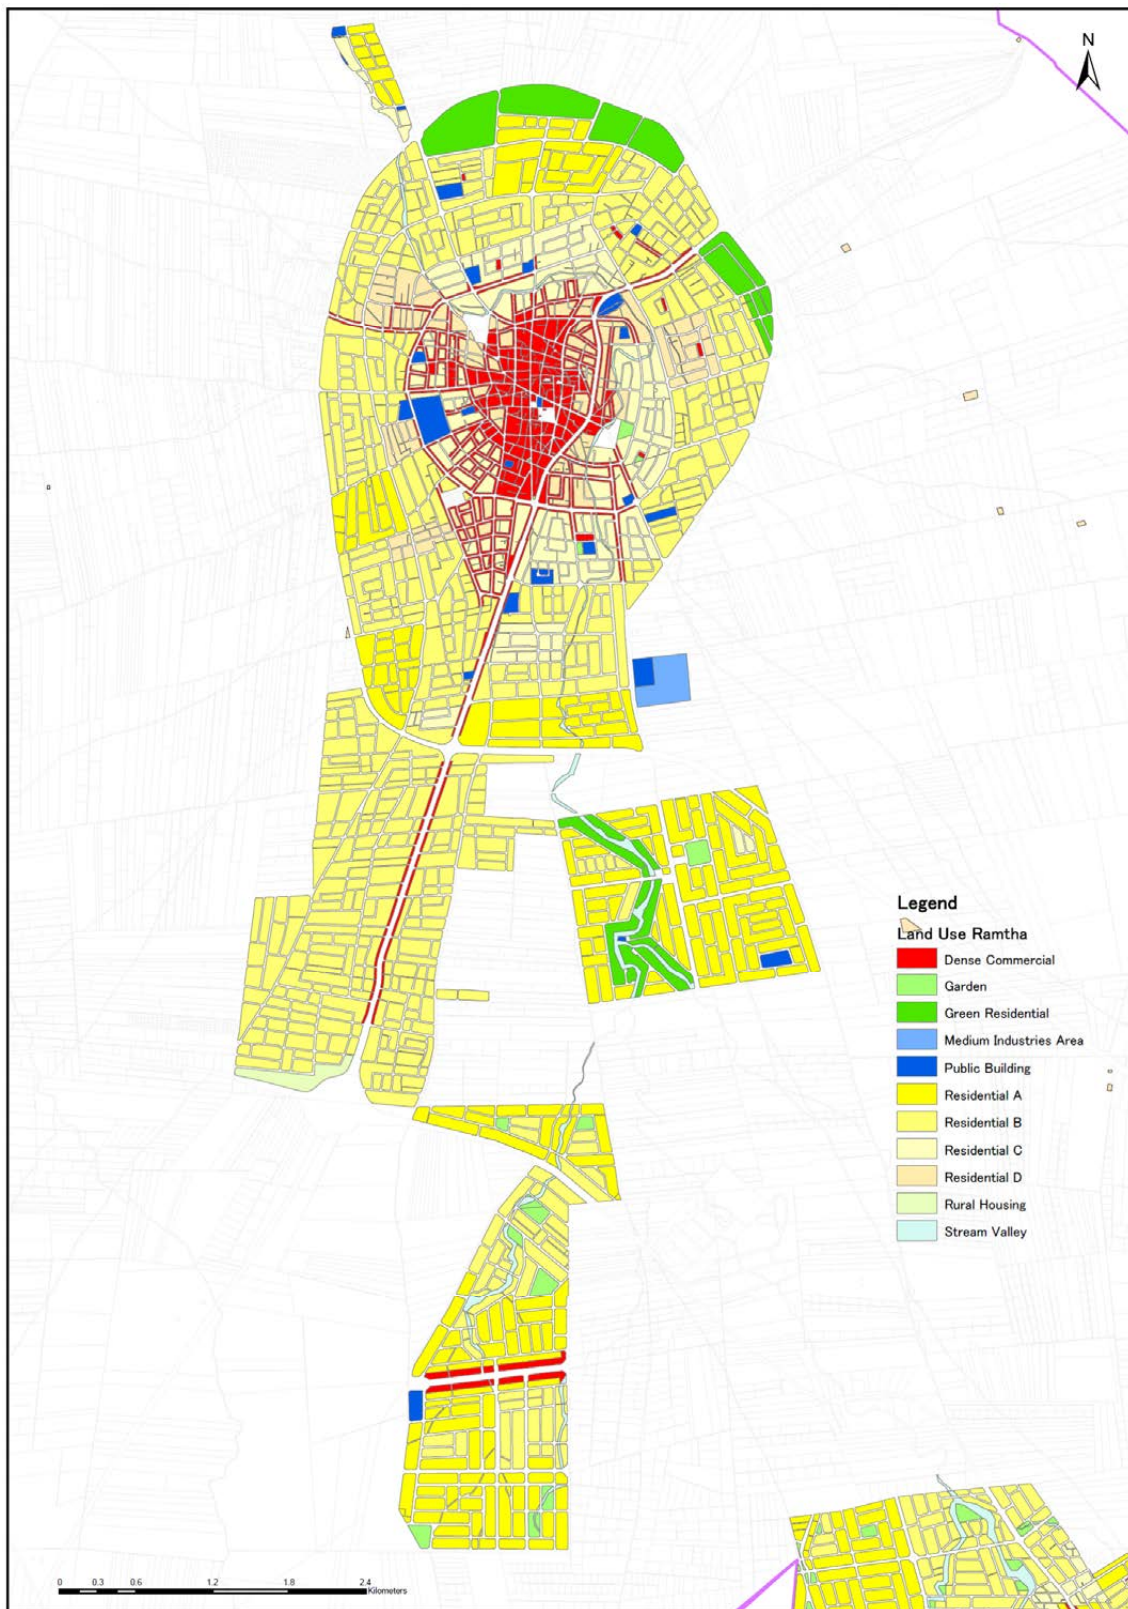 N
Legend
Land Use Ramtha
Dense Commercial
Garden
Green Residential
Medium Industries Area
Public Building
Residential A
Residential B
Residential C
Residential D
Rural Housing
Stream Valley
0 0.3 0.6 1.2 1.8 2.4
Kilometers